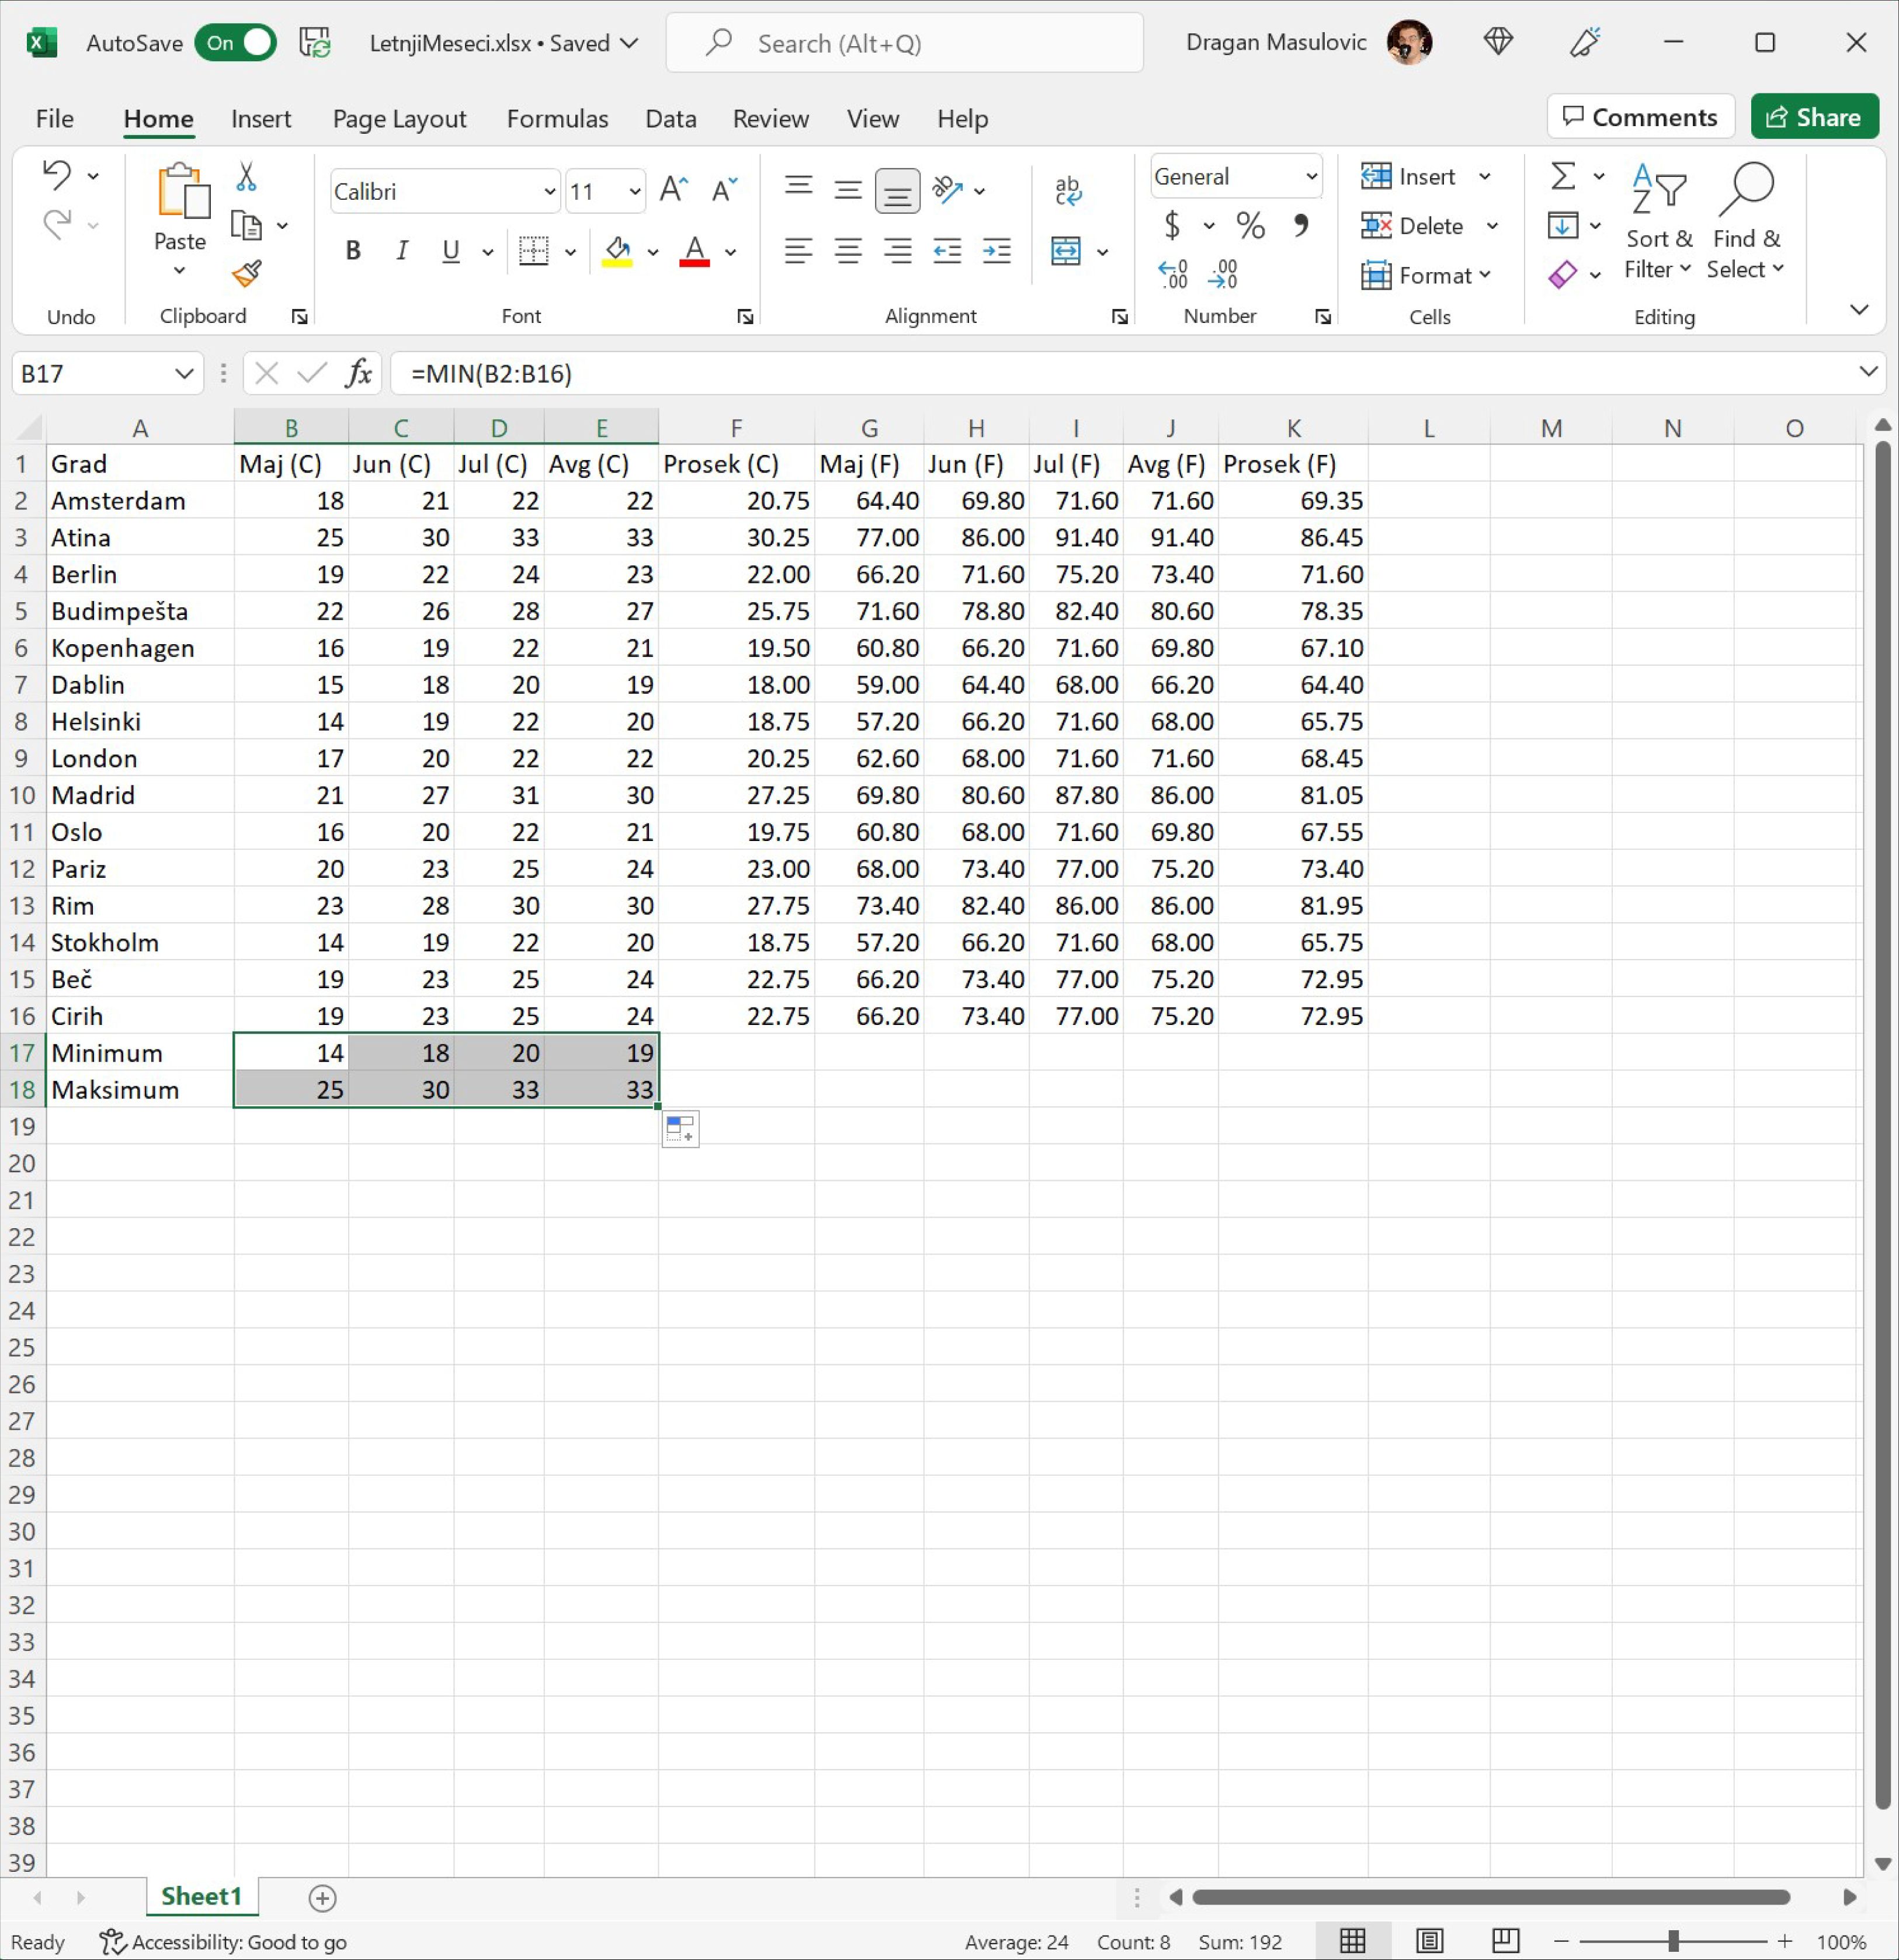 AutoSave On LetnjiMeseci.xlsx • Saved Search (Alt+Q) Dragan Masulovic
File Home Insert Page Layout Formulas Data Review View Help Comments Share
Calibri 11 General Insert
Paste Delete Sort & Filter Find & Select
Format
Undo Clipboard Font Alignment Number Cells Editing
B17 fx =MIN(B2:B16)
A B C D E F G H I J K L M N O
1 Grad Maj (C) Jun (C) Jul (C) Avg (C) Prosek (C) Maj (F) Jun (F) Jul (F) Avg (F) Prosek (F)
2 Amsterdam 18 21 22 22 20.75 64.40 69.80 71.60 71.60 69.35
3 Atina 25 30 33 33 30.25 77.00 86.00 91.40 91.40 86.45
4 Berlin 19 22 24 23 22.00 66.20 71.60 75.20 73.40 71.60
5 Budimpešta 22 26 28 27 25.75 71.60 78.80 82.40 80.60 78.35
6 Kopenhagen 16 19 22 21 19.50 60.80 66.20 71.60 69.80 67.10
7 Dablin 15 18 20 19 18.00 59.00 64.40 68.00 66.20 64.40
8 Helsinki 14 19 22 20 18.75 57.20 66.20 71.60 68.00 65.75
9 London 17 20 22 22 20.25 62.60 68.00 71.60 71.60 68.45
10 Madrid 21 27 31 30 27.25 69.80 80.60 87.80 86.00 81.05
11 Oslo 16 20 22 21 19.75 60.80 68.00 71.60 69.80 67.55
12 Pariz 20 23 25 24 23.00 68.00 73.40 77.00 75.20 73.40
13 Rim 23 28 30 30 27.75 73.40 82.40 86.00 86.00 81.95
14 Stokholm 14 19 22 20 18.75 57.20 66.20 71.60 68.00 65.75
15 Beč 19 23 25 24 22.75 66.20 73.40 77.00 75.20 72.95
16 Cirih 19 23 25 24 22.75 66.20 73.40 77.00 75.20 72.95
17 Minimum 14 18 20 19
18 Maksimum 25 30 33 33
19
20
21
22
23
24
25
26
27
28
29
30
31
32
33
34
35
36
37
38
39
Sheet1
Ready Accessibility: Good to go Average: 24 Count: 8 Sum: 192 100%